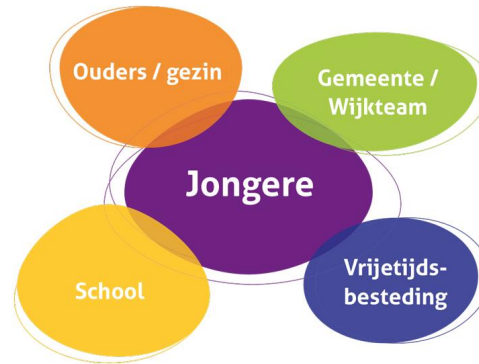 Ouders / gezin
Gemeente /
Wijkteam
Jongere
School
Vrijetijds-
besteding